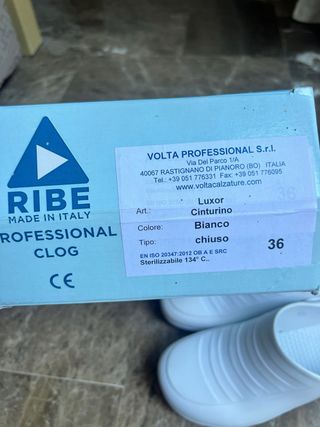 RIBE
MADE IN ITALY
PROFESSIONAL
CLOG
CE
VOLTA PROFESSIONAL S.r.l.
Via Del Parco 1/A
40067 RASTIGNANO DI PIANORO (BO) ITALIA
Tel.: +39 051 776331 Fax: +39 051 776095
www.voltacalzature.com
Luxor
Art.: Cinturino
Colore: Bianco
Tipo: chiuso
36
EN ISO 20347:2012 OB A E SRC
Sterilizzabile 134° C..